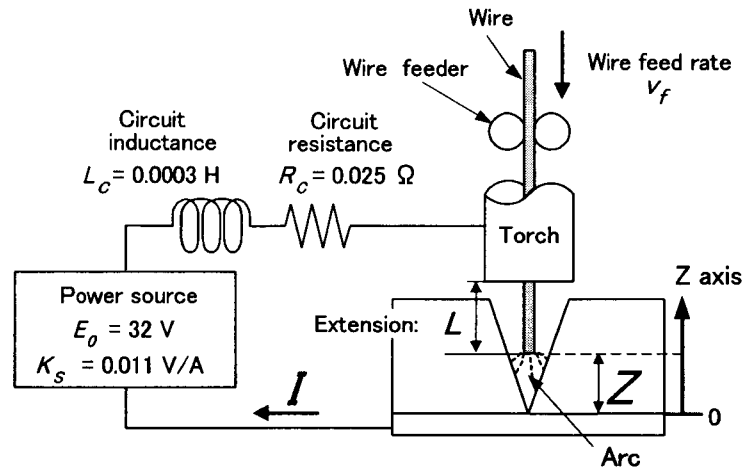 Wire
Wire feeder
Wire feed rate
v_f
Circuit
inductance
L_c = 0.0003 H
Circuit
resistance
R_c = 0.025 Ω
Torch
Z axis
Power source
E_o = 32 V
K_s = 0.011 V/A
Extension:
L
Z
I
0
Arc